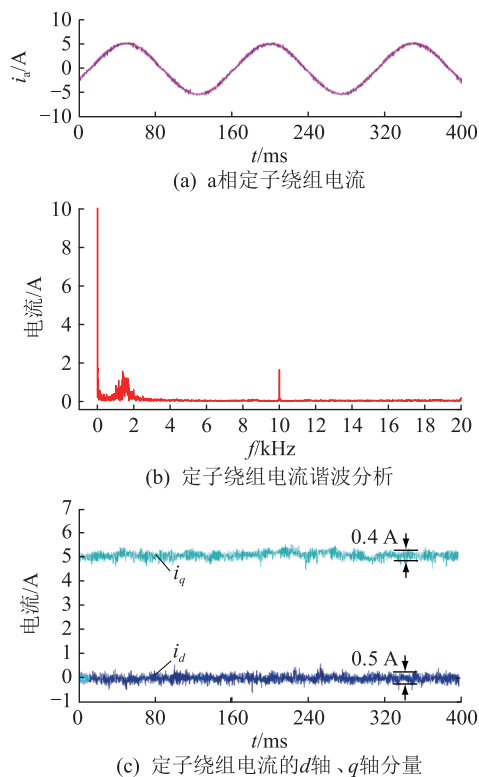 10
5
0
−5
−10
i_a/A
0 80 160 240 320 400
t/ms
(a) a相定子绕组电流
10
8
6
4
2
0
电流/A
0 2 4 6 8 10 12 14 16 18 20
f/kHz
(b) 定子绕组电流谐波分析
7
6
5
4
3
2
1
0
−1
电流/A
0.4 A
i_q
i_d
0.5 A
0 80 160 240 320 400
t/ms
(c) 定子绕组电流的d轴、q轴分量